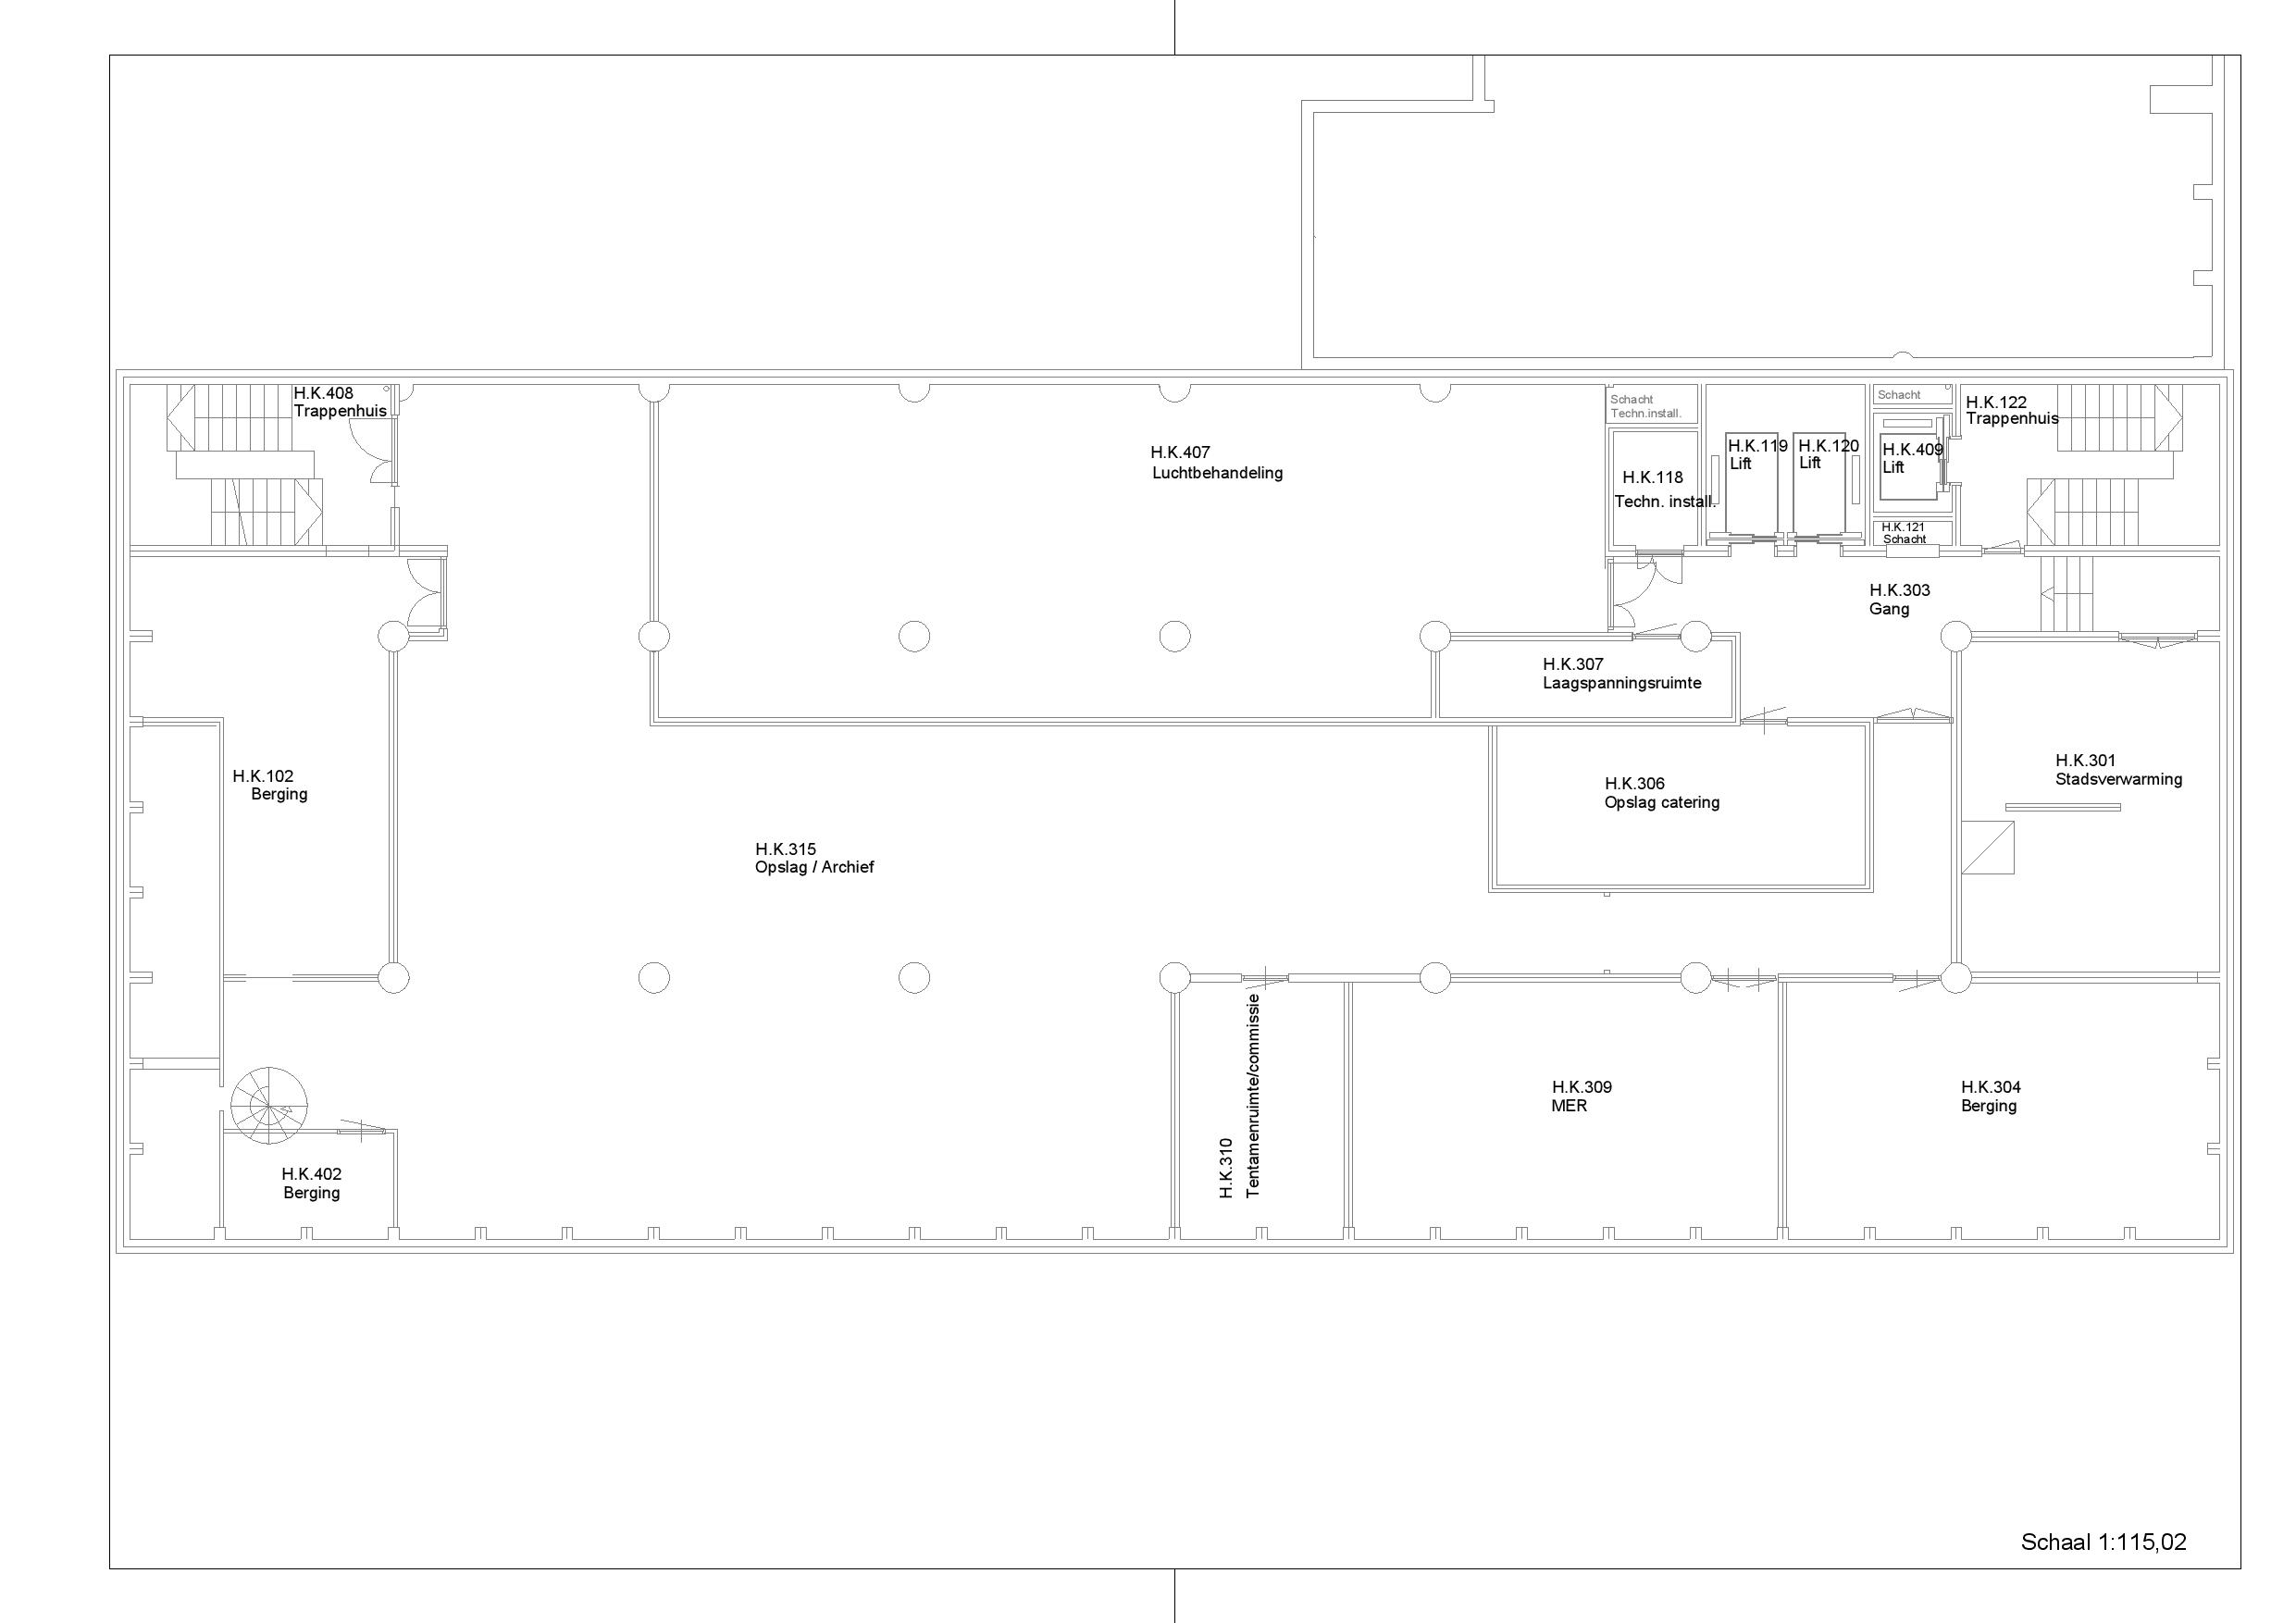 H.K.408
Trappenhuis
H.K.407
Luchtbehandeling
Schacht
Techn.install.
H.K.118
Techn. install.
H.K.119
Lift
H.K.120
Lift
Schacht
H.K.409
Lift
H.K.121
Schacht
H.K.122
Trappenhuis
H.K.303
Gang
H.K.307
Laagspanningsruimte
H.K.102
Berging
H.K.315
Opslag / Archief
H.K.306
Opslag catering
H.K.301
Stadsverwarming
H.K.402
Berging
H.K.310
Tentamenruimte/commissie
H.K.309
MER
H.K.304
Berging
Schaal 1:115,02